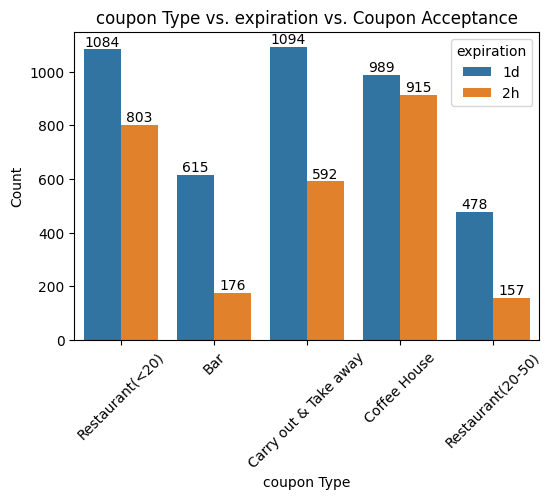 coupon Type vs. expiration vs. Coupon Acceptance
expiration
1d
2h
1084
803
615
176
1094
592
989
915
478
157
Count
1000
800
600
400
200
0
Restaurant(<20)
Bar
Carry out & Take away
Coffee House
Restaurant(20-50)
coupon Type